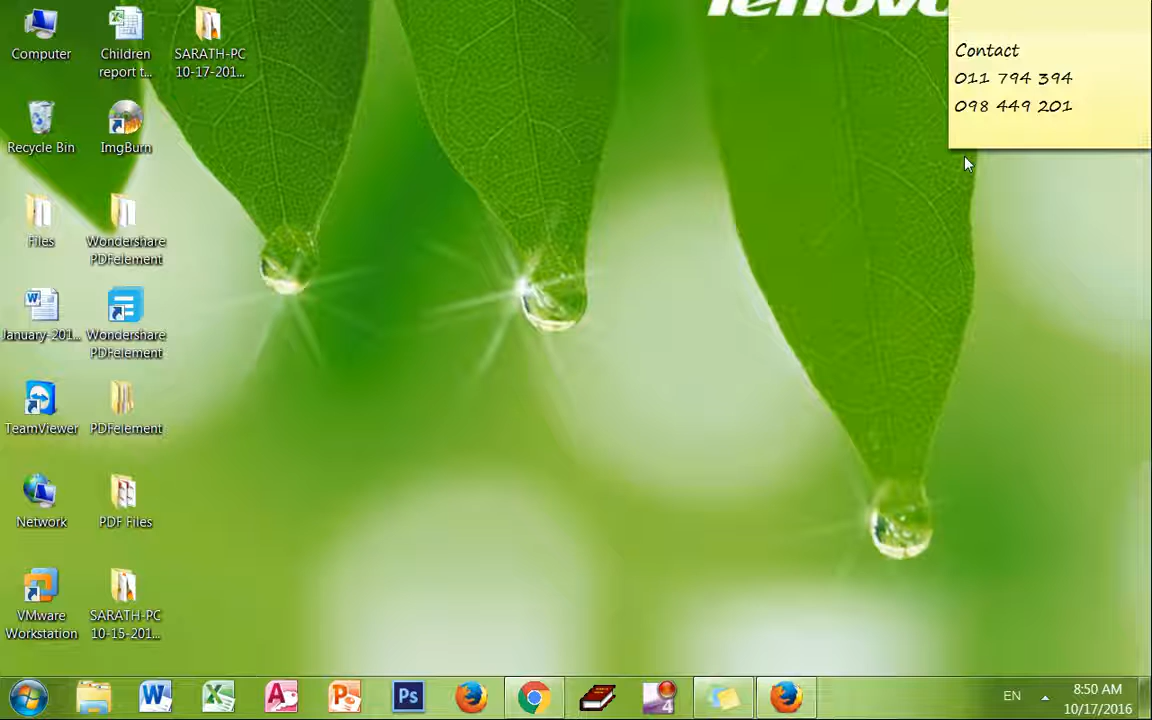 lenovo
Contact
011 794 394
098 449 201
Computer
Children
report t...
SARATH-PC
10-17-201...
Recycle Bin
ImgBurn
Files
Wondershare
PDFelement
January-201...
Wondershare
PDFelement
TeamViewer
PDFelement
Network
PDF Files
VMware
Workstation
SARATH-PC
10-15-201...
EN
8:50 AM
10/17/2016